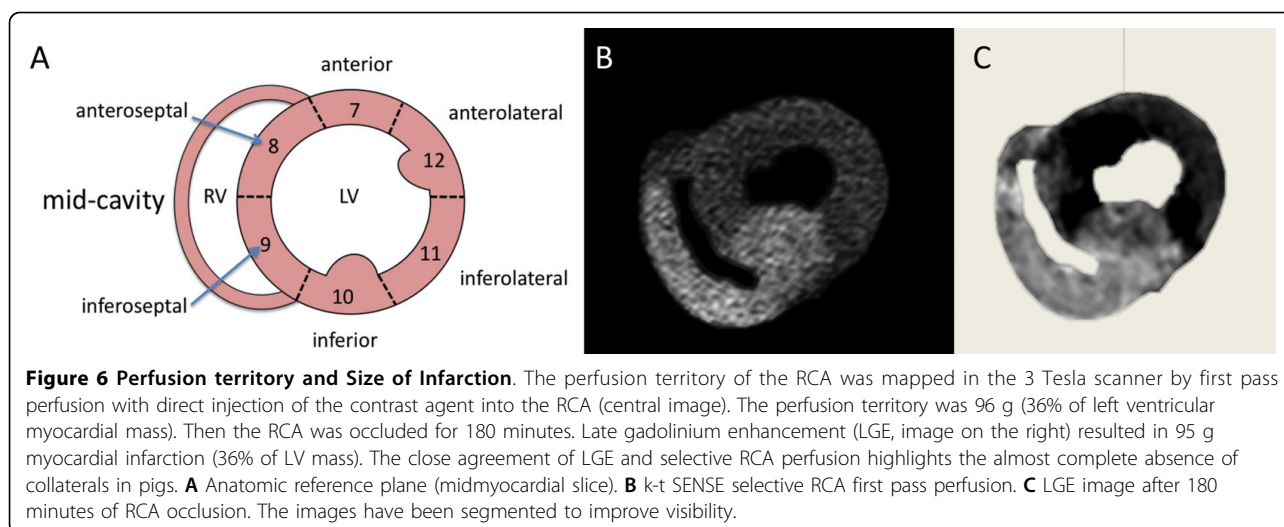 A
B
C
anterior
anteroseptal
anterolateral
7
8
12
mid-cavity
RV
LV
9
11
10
inferoseptal
inferolateral
inferior
Figure 6 Perfusion territory and Size of Infarction. The perfusion territory of the RCA was mapped in the 3 Tesla scanner by first pass
perfusion with direct injection of the contrast agent into the RCA (central image). The perfusion territory was 96 g (36% of left ventricular
myocardial mass). Then the RCA was occluded for 180 minutes. Late gadolinium enhancement (LGE, image on the right) resulted in 95 g
myocardial infarction (36% of LV mass). The close agreement of LGE and selective RCA perfusion highlights the almost complete absence of
collaterals in pigs. A Anatomic reference plane (midmyocardial slice). B k-t SENSE selective RCA first pass perfusion. C LGE image after 180
minutes of RCA occlusion. The images have been segmented to improve visibility.